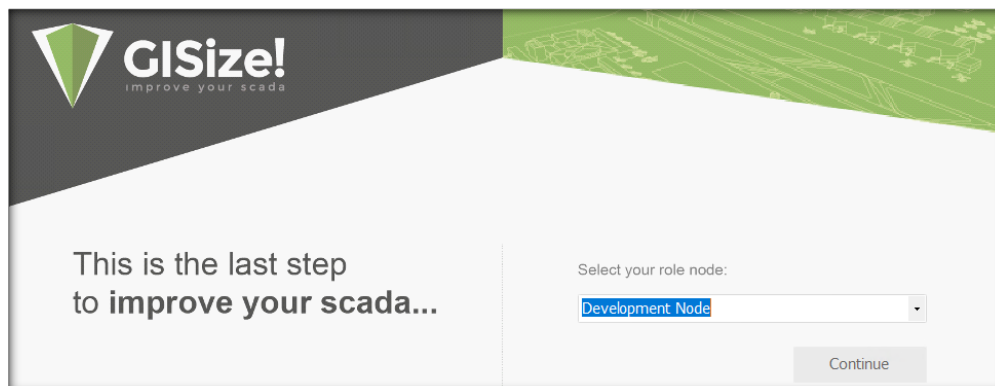 GISize!
improve your scada
This is the last step
to improve your scada...
Select your role node:
Development Node
Continue